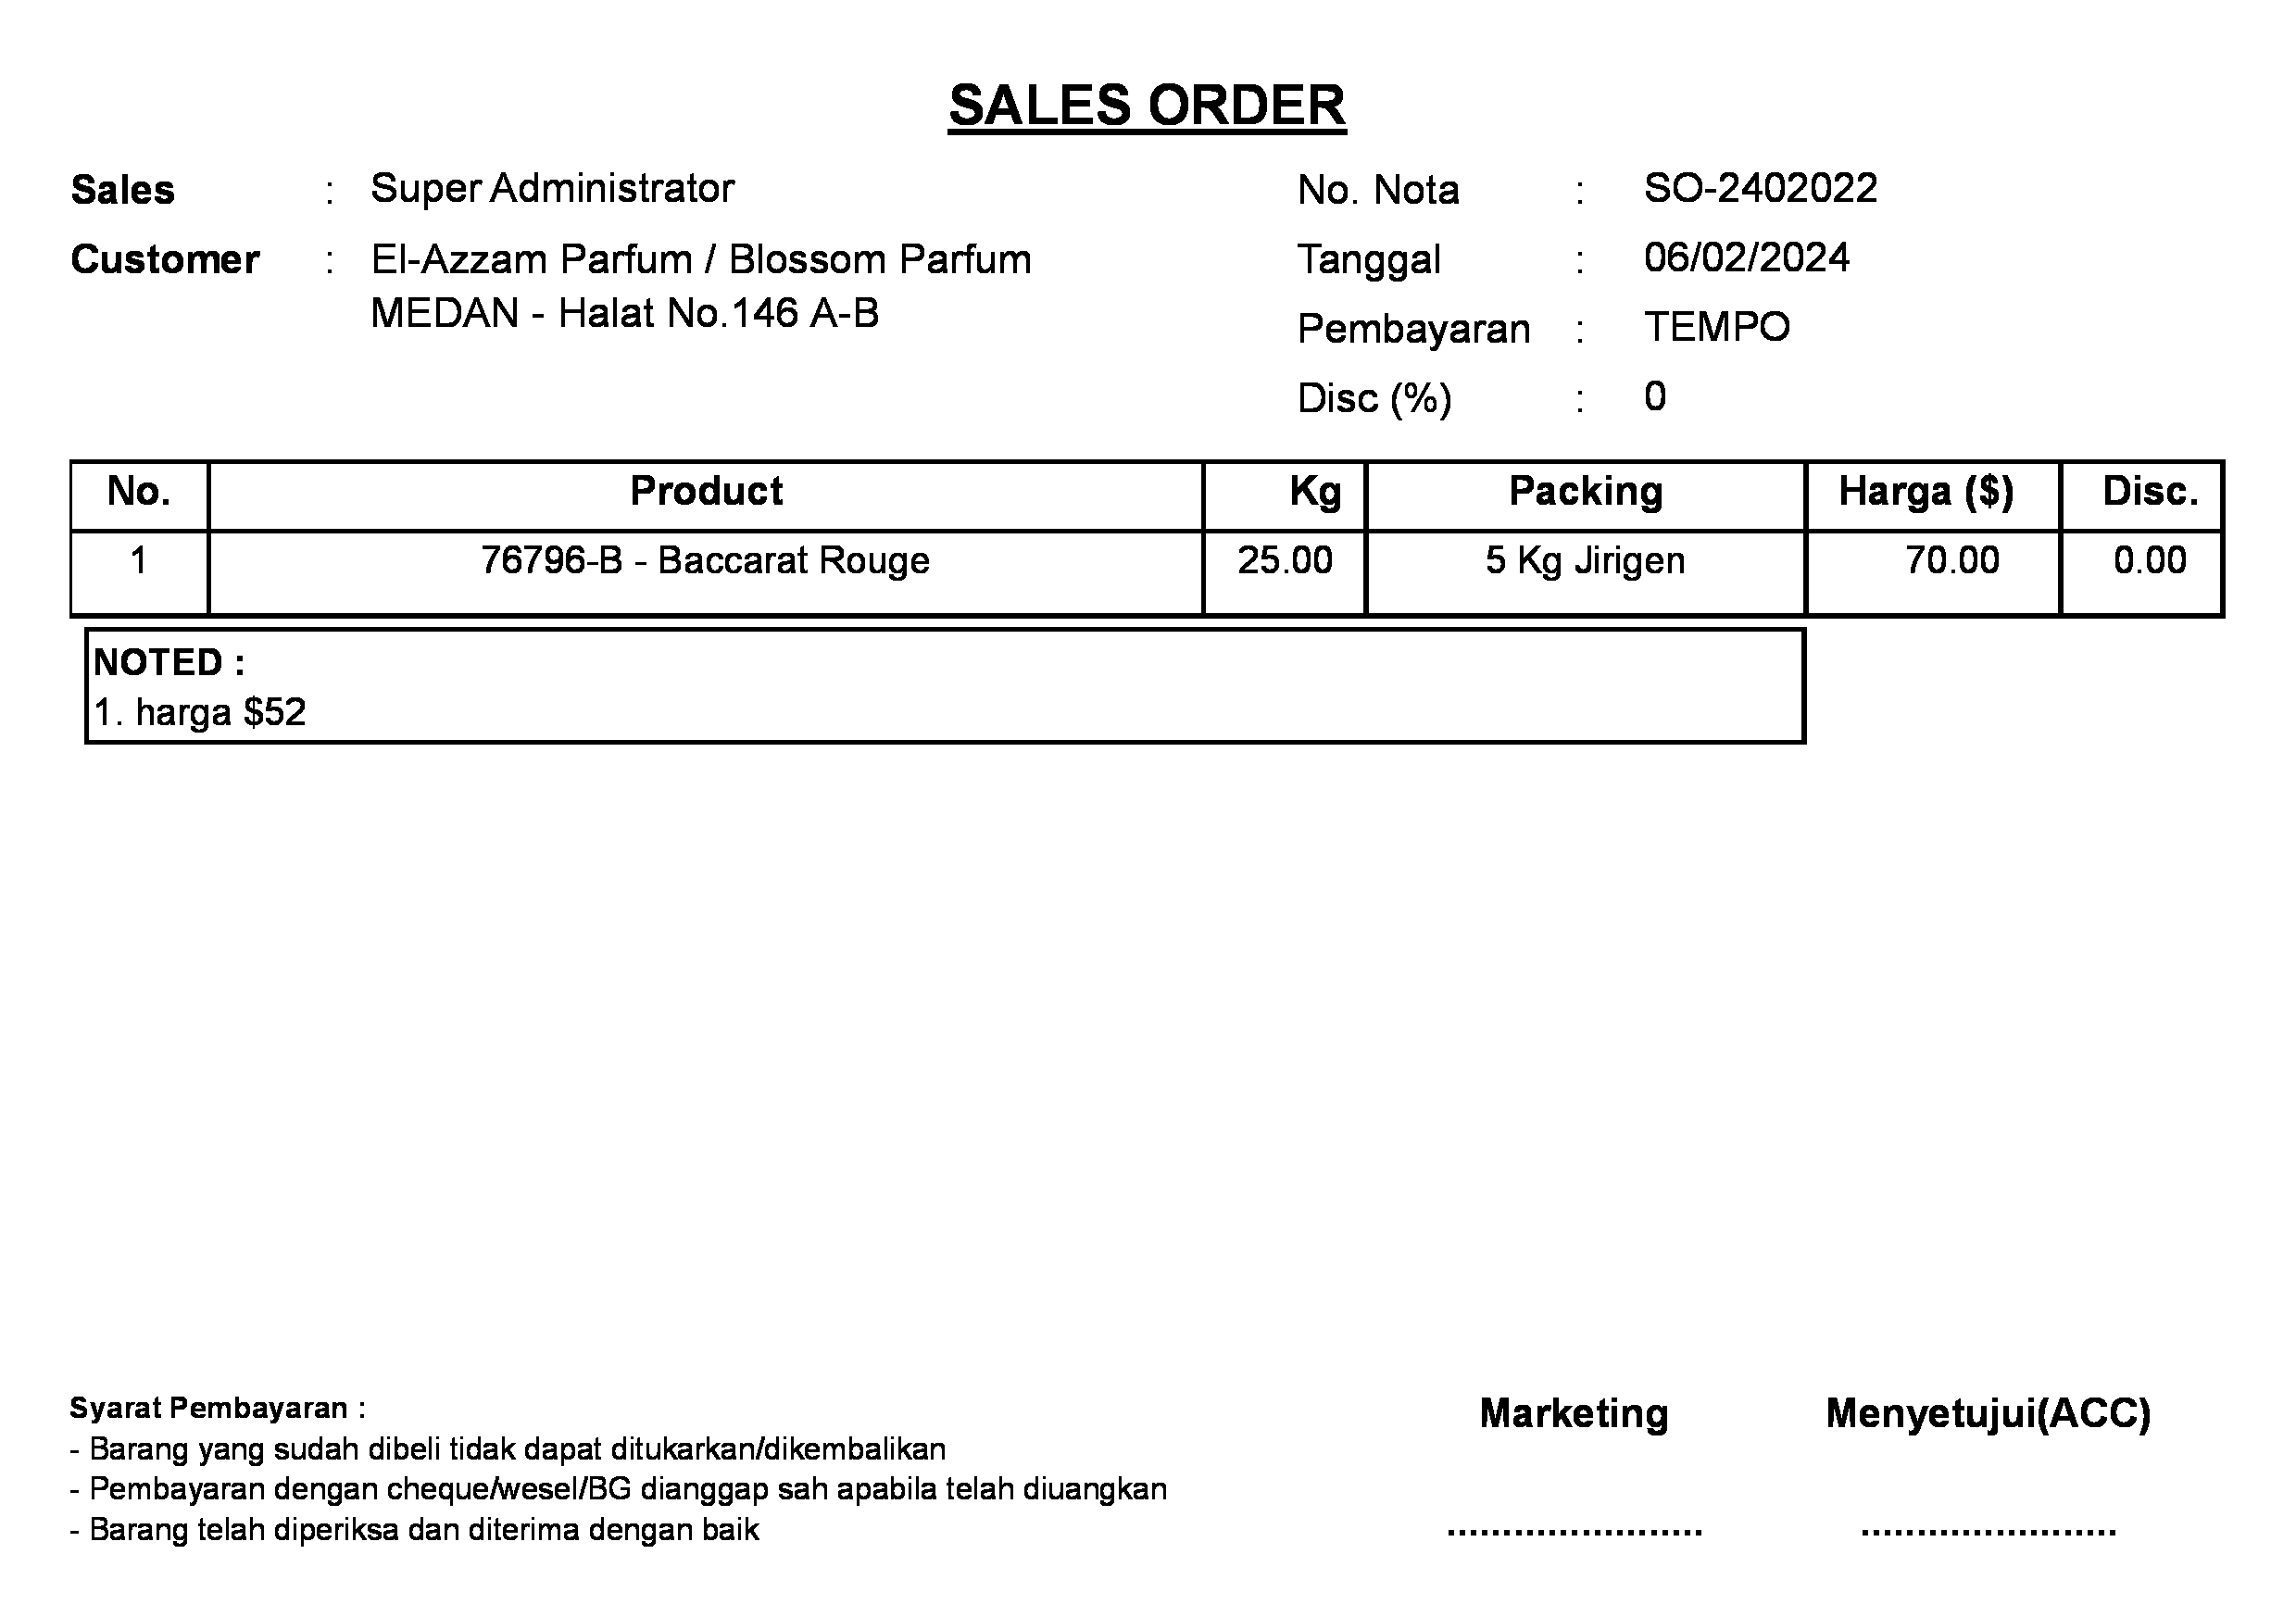 SALES ORDER
Sales : Super Administrator
No. Nota : SO-2402022
Customer : El-Azzam Parfum / Blossom Parfum
Tanggal : 06/02/2024
MEDAN - Halat No.146 A-B
Pembayaran : TEMPO
Disc (%) : 0
No. Product Kg Packing Harga ($) Disc.
1 76796-B - Baccarat Rouge 25.00 5 Kg Jirigen 70.00 0.00
NOTED :
1. harga $52
Syarat Pembayaran :
- Barang yang sudah dibeli tidak dapat ditukarkan/dikembalikan
- Pembayaran dengan cheque/wesel/BG dianggap sah apabila telah diuangkan
- Barang telah diperiksa dan diterima dengan baik
Marketing Menyetujui(ACC)
....................... .......................